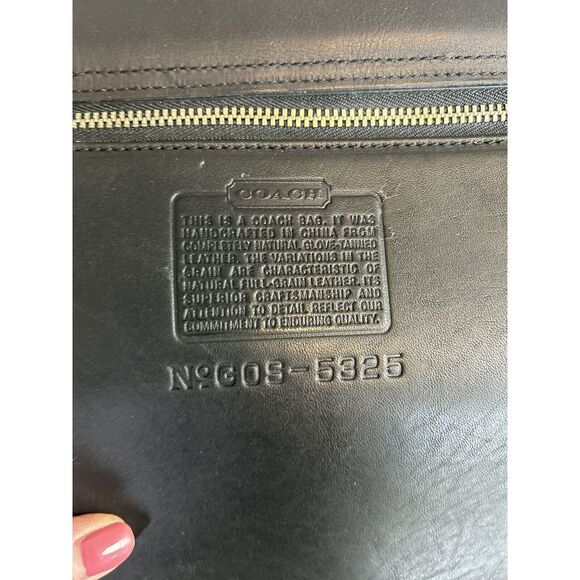 COACH
THIS IS A COACH BAG. IT WAS
HANDCRAFTED IN CHINA FROM
COMPLETELY NATURAL GLOVE-TANNED
LEATHER. THE VARIATIONS IN THE
GRAIN ARE CHARACTERISTIC OF
NATURAL FULL-GRAIN LEATHER. ITS
SUPERIOR CRAFTSMANSHIP AND
ATTENTION TO DETAIL REFLECT OUR
COMMITMENT TO ENDURING QUALITY.
Nº G0S-5325